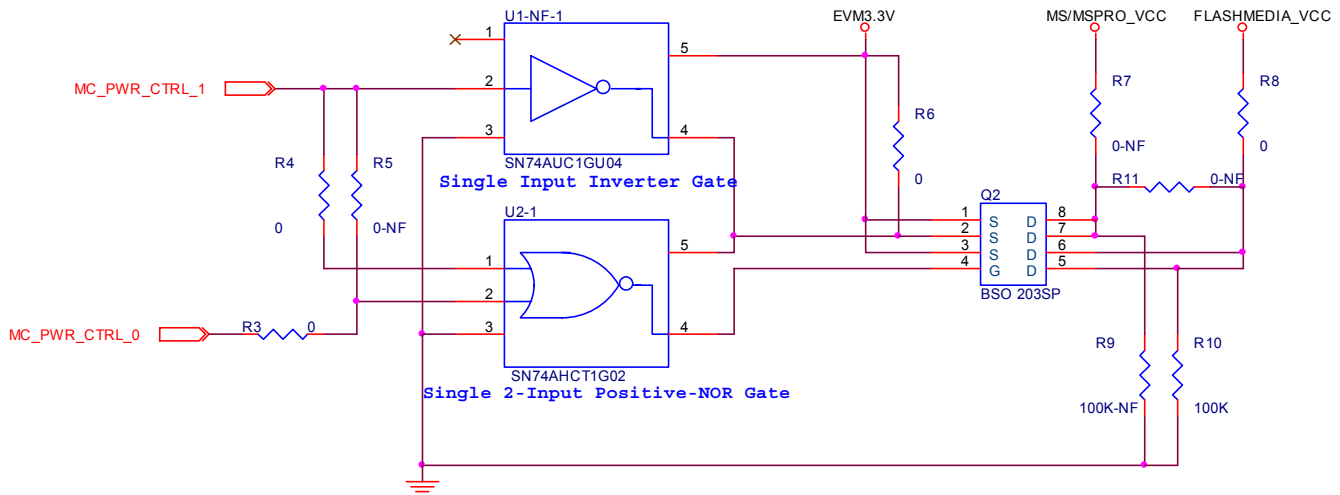 U1-NF-1
EVM3.3V
MS/MSPRO_VCC
FLASHMEDIA_VCC
1
5
MC_PWR_CTRL_1
2
R7
R8
3
4
R6
0-NF
0
SN74AUC1GU04
R4
R5
Single Input Inverter Gate
0
R11
0-NF
Q2
U2-1
0
0-NF
1 S D 8
2 S D 7
3 S D 6
4 G D 5
5
BSO 203SP
1
2
MC_PWR_CTRL_0
R3
0
3
4
R9
R10
SN74AHCT1G02
Single 2-Input Positive-NOR Gate
100K-NF
100K